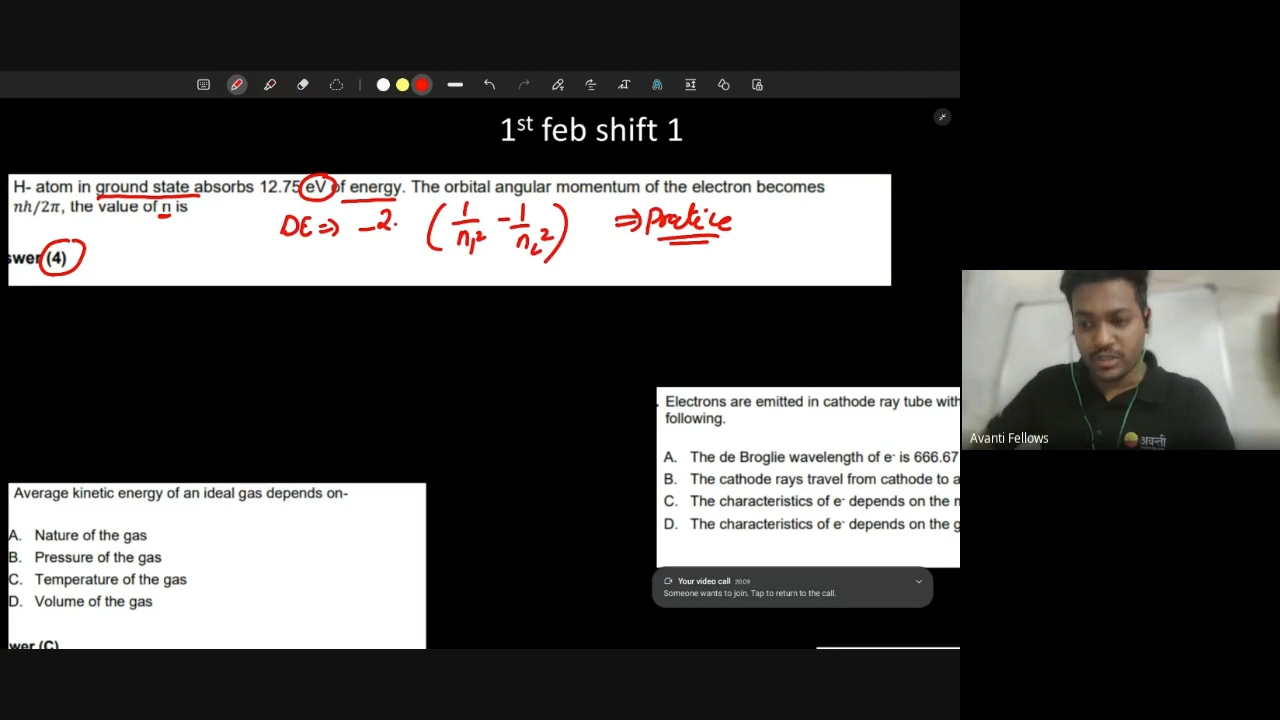 1st feb shift 1
H- atom in ground state absorbs 12.75 eV of energy. The orbital angular momentum of the electron becomes
nh/2π, the value of n is
DE ⇒ -2. (1/n₁² - 1/n₂²) ⇒ Practice
swer (4)
Electrons are emitted in cathode ray tube with
following.
A. The de Broglie wavelength of e- is 666.67
B. The cathode rays travel from cathode to a
C. The characteristics of e- depends on the
D. The characteristics of e- depends on the g
Average kinetic energy of an ideal gas depends on-
A. Nature of the gas
B. Pressure of the gas
C. Temperature of the gas
D. Volume of the gas
wer (C)
Your video call 20:09
Someone wants to join. Tap to return to the call.
Avanti Fellows
अवन्ती